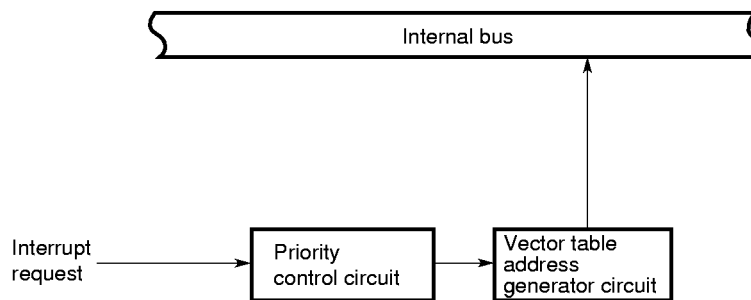 Internal bus
Interrupt
request
Priority
control circuit
Vector table
address
generator circuit